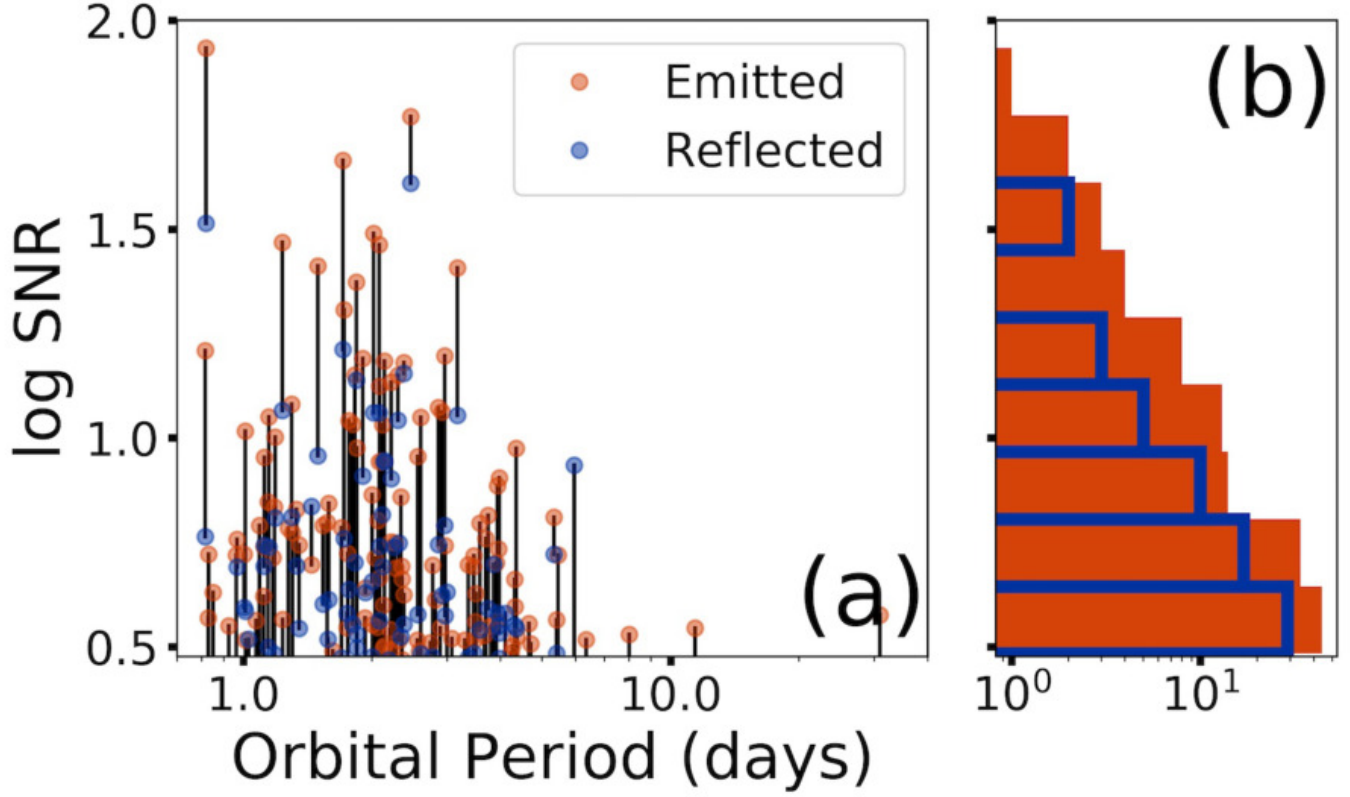 2.0
1.5
1.0
0.5
log SNR
Emitted
Reflected
(a)
1.0
10.0
Orbital Period (days)
(b)
10⁰
10¹